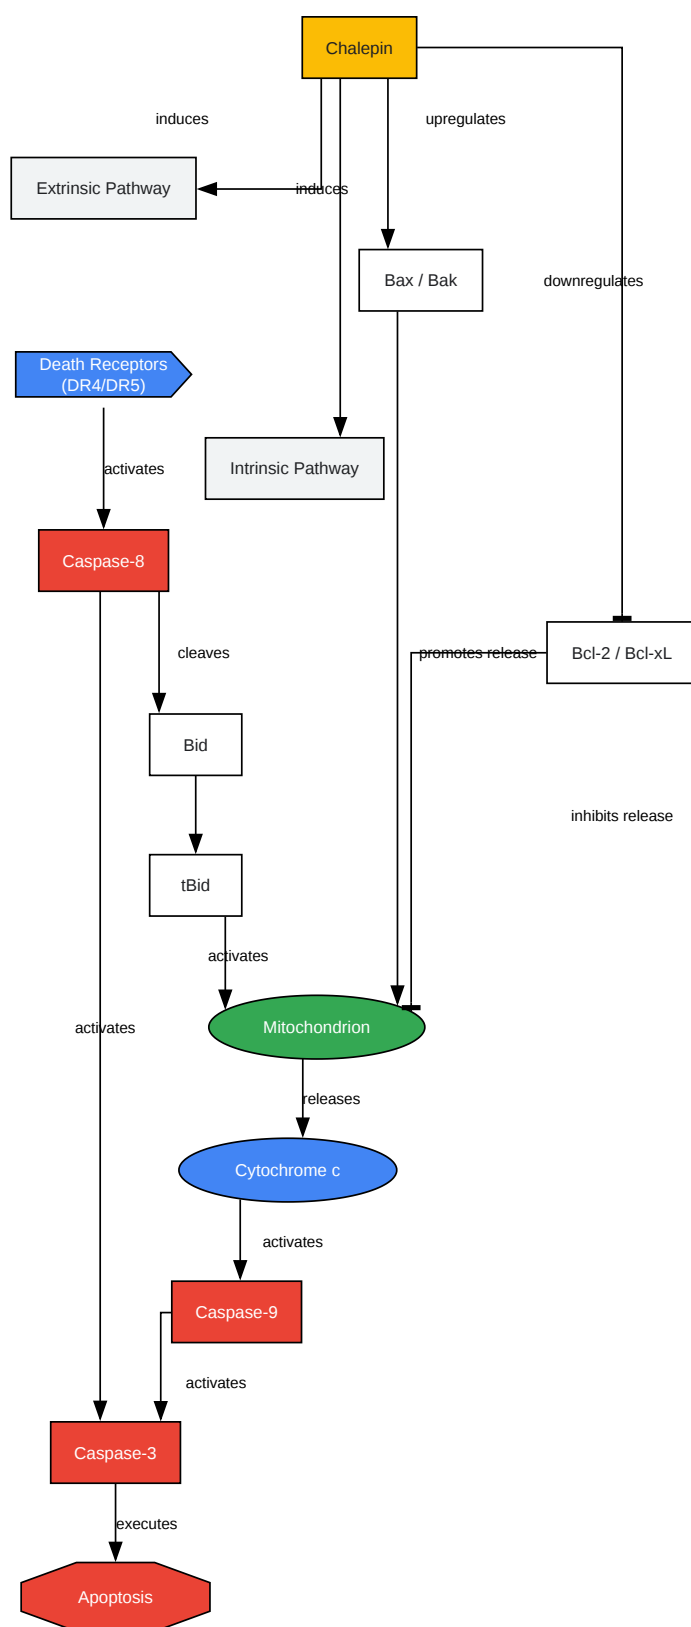 Chalepin
induces
upregulates
Extrinsic Pathway
induces
Bax / Bak
downregulates
Death Receptors
(DR4/DR5)
activates
Intrinsic Pathway
Caspase-8
cleaves
promotes release
Bcl-2 / Bcl-xL
Bid
inhibits release
tBid
activates
activates
Mitochondrion
releases
Cytochrome c
activates
Caspase-9
activates
Caspase-3
executes
Apoptosis